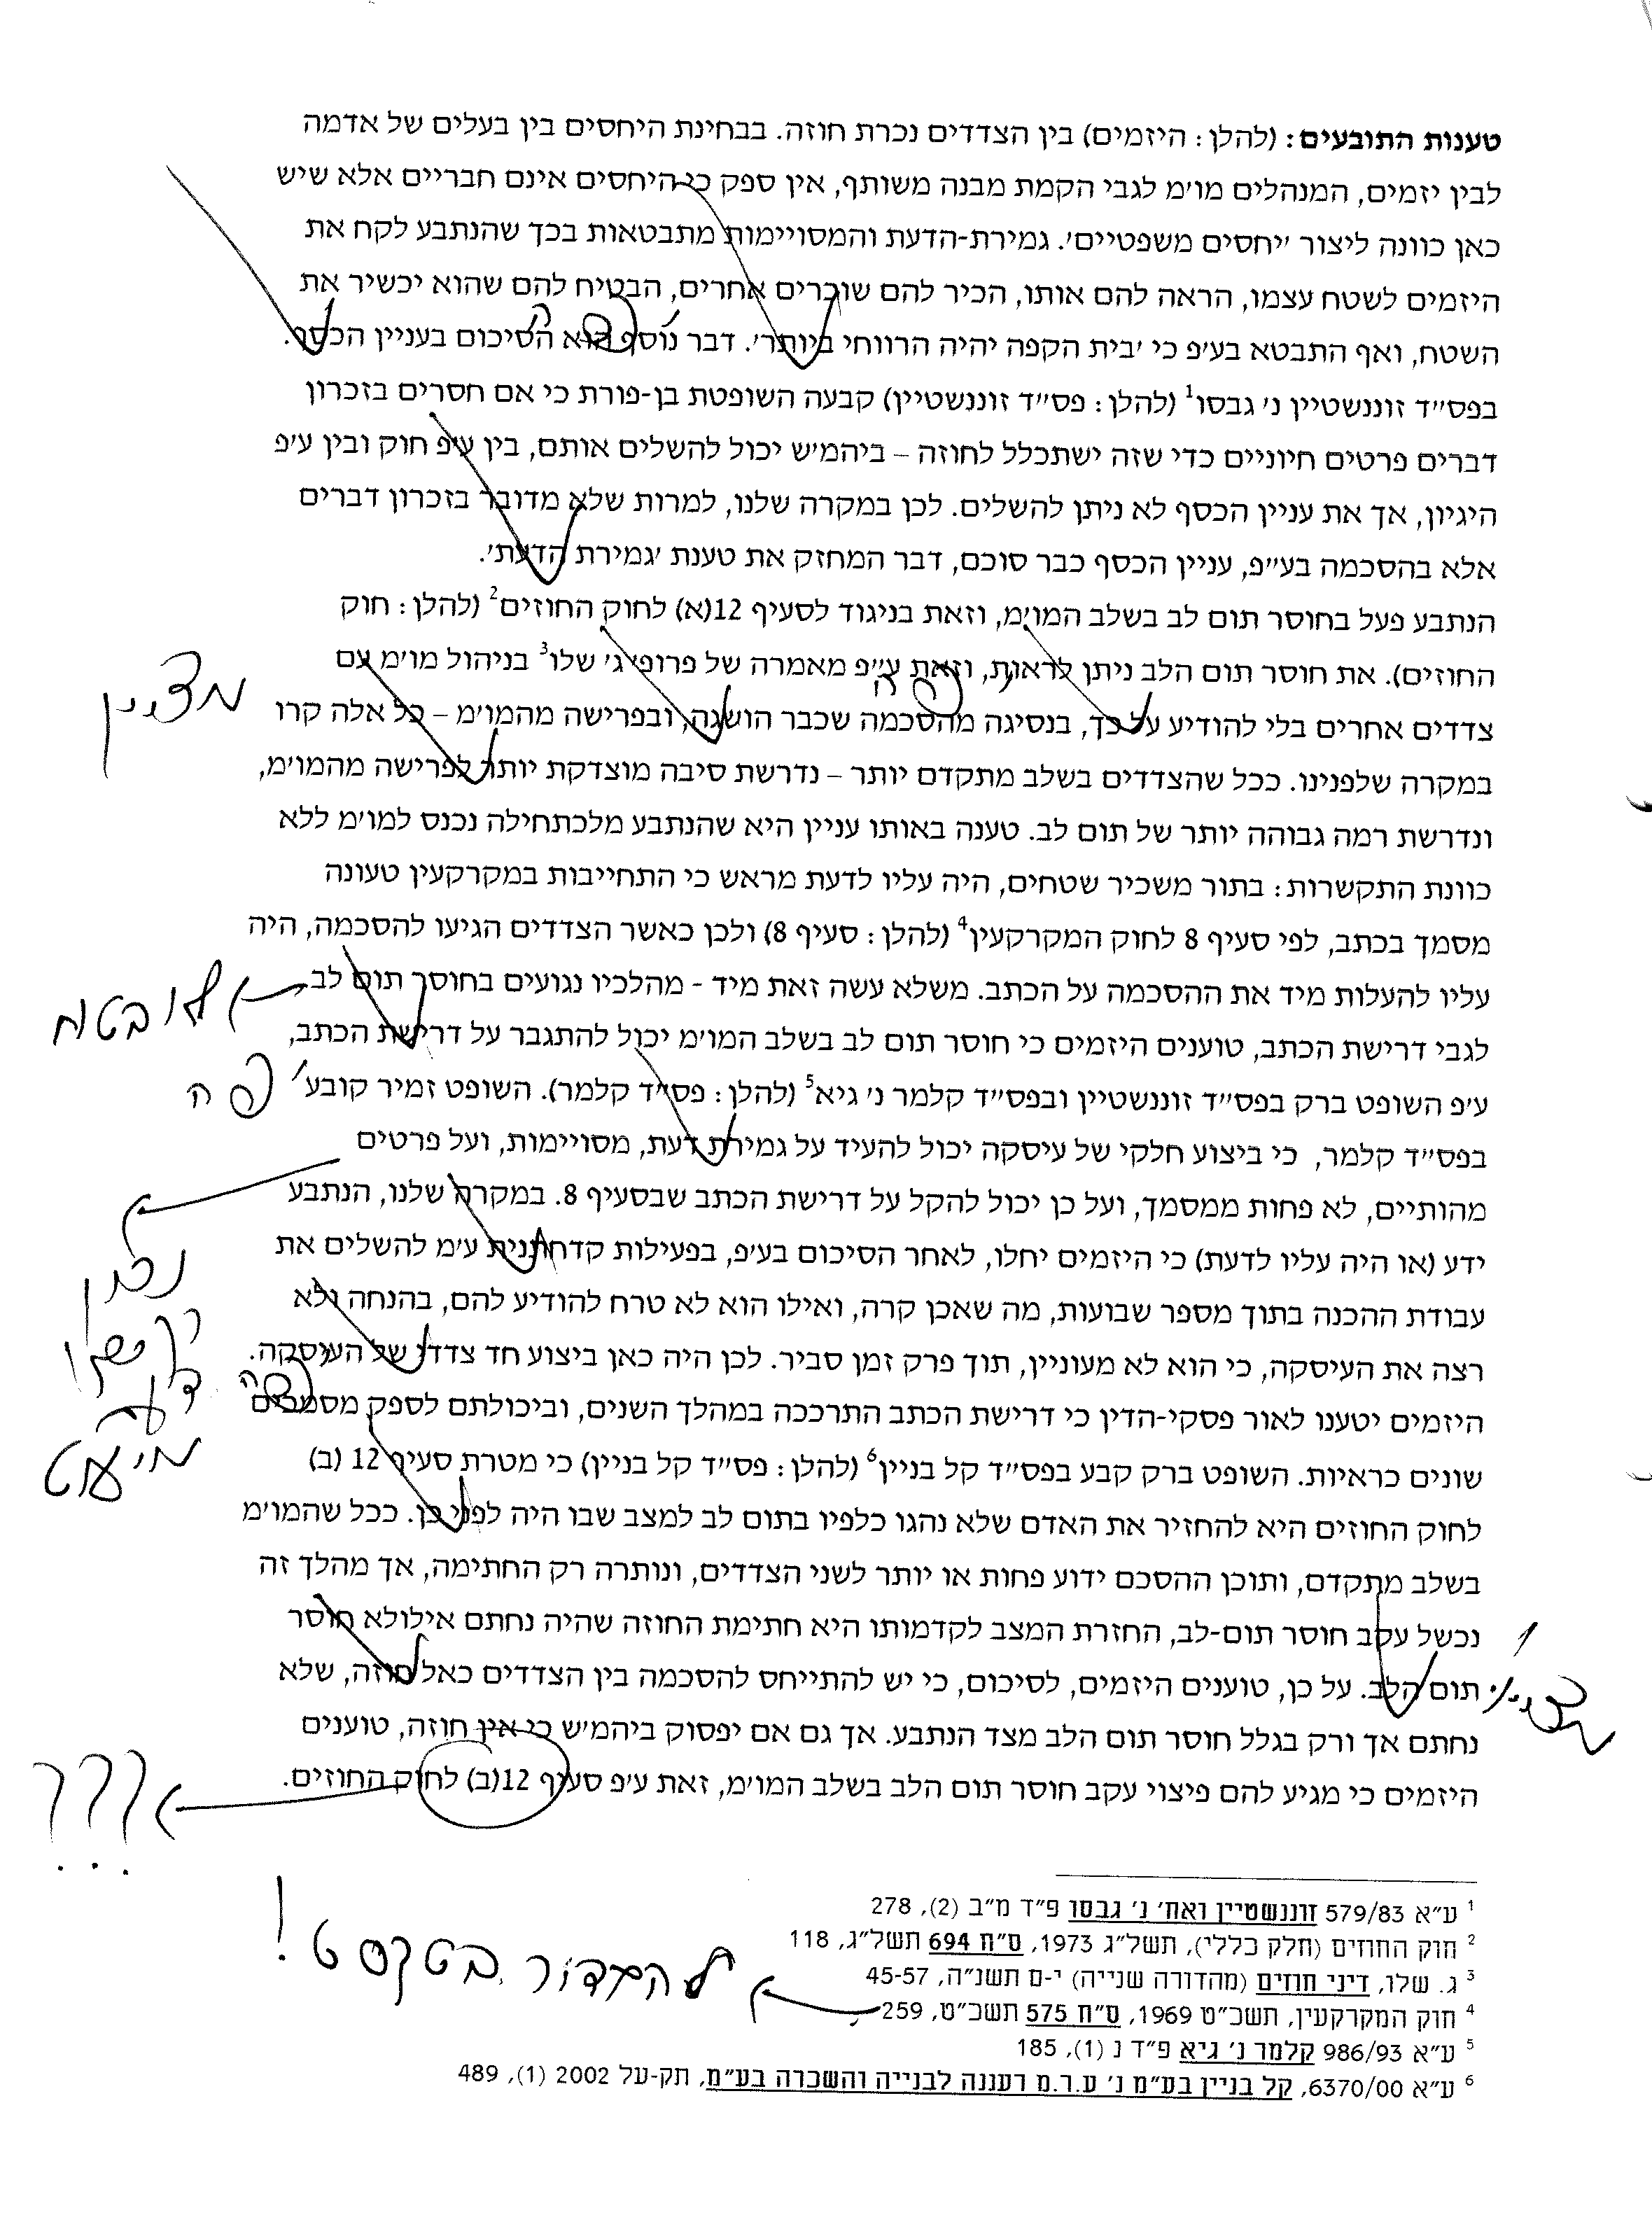 טענות התובעים: (להלן: היזמים) בין הצדדים נכרת חוזה. בבחינת היחסים בין בעלים של אדמה
לבין יזמים, המנהלים מו׳מ לגבי הקמת מבנה משותף, אין ספק כי היחסים אינם חבריים אלא שיש
כאן כוונה ליצור ׳יחסים משפטיים׳. גמירת-הדעת והמסויימות מתבטאות בכך שהנתבע לקח את
היזמים לשטח עצמו, הראה להם אותו, הכיר להם שוכרים אחרים, הבטיח להם שהוא יכשיר את
השטח, ואף התבטא בע׳פ כי ׳בית הקפה יהיה הרווחי ביותר׳. דבר נוסף הוא הסיכום בעניין הכסף.
יפה
בפס״ד זוננשטיין נ׳ גבסו1 (להלן: פס״ד זוננשטיין) קבעה השופטת בן-פורת כי אם חסרים בזכרון
דברים פרטים חיוניים כדי שזה ישתכלל לחוזה – ביהמ׳ש יכול להשלים אותם, בין ע׳פ חוק ובין ע׳פ
היגיון, אך את עניין הכסף לא ניתן להשלים. לכן במקרה שלנו, למרות שלא מדובר בזכרון דברים
אלא בהסכמה בע״פ, עניין הכסף כבר סוכם, דבר המחזק את טענת ׳גמירת הדעת׳.
הנתבע פעל בחוסר תום לב בשלב המו׳מ, וזאת בניגוד לסעיף 12(א) לחוק החוזים2 (להלן: חוק
החוזים). את חוסר תום הלב ניתן לראות, וזאת ע״פ מאמרה של פרופ׳ ג׳ שלו3 בניהול מו׳מ עם
יפה
מצוין
צדדים אחרים בלי להודיע על כך, בנסיגה מהסכמה שכבר הושגה, ובפרישה מהמו׳מ – כל אלה קרו
במקרה שלפנינו. ככל שהצדדים בשלב מתקדם יותר – נדרשת סיבה מוצדקת יותר לפרישה מהמו׳מ,
ונדרשת רמה גבוהה יותר של תום לב. טענה באותו עניין היא שהנתבע מלכתחילה נכנס למו׳מ ללא
כוונת התקשרות: בתור משכיר שטחים, היה עליו לדעת מראש כי התחייבות במקרקעין טעונה
מסמך בכתב, לפי סעיף 8 לחוק המקרקעין4 (להלן: סעיף 8) ולכן כאשר הצדדים הגיעו להסכמה, היה
עליו להעלות מיד את ההסכמה על הכתב. משלא עשה זאת מיד - מהלכיו נגועים בחוסר תום לב.
לא בטוח
לגבי דרישת הכתב, טוענים היזמים כי חוסר תום לב בשלב המו׳מ יכול להתגבר על דרישת הכתב,
ע׳פ השופט ברק בפס״ד זוננשטיין ובפס״ד קלמר נ׳ גיא5 (להלן: פס״ד קלמר). השופט זמיר קובע
יפה
בפס״ד קלמר, כי ביצוע חלקי של עיסקה יכול להעיד על גמירת דעת, מסויימות, ועל פרטים
מהותיים, לא פחות ממסמך, ועל כן יכול להקל על דרישת הכתב שבסעיף 8. במקרה שלנו, הנתבע
ידע (או היה עליו לדעת) כי היזמים יחלו, לאחר הסיכום בע׳פ, בפעילות קדחתנית ע׳מ להשלים את
נכון
עבודת ההכנה בתוך מספר שבועות, מה שאכן קרה, ואילו הוא לא טרח להודיע להם, בהנחה ולא
רצה את העיסקה, כי הוא לא מעוניין, תוך פרק זמן סביר. לכן היה כאן ביצוע חד צדדי של העיסקה.
יפה
דעת
מיעוט
היזמים יטענו לאור פסקי-הדין כי דרישת הכתב התרככה במהלך השנים, וביכולתם לספק מסמכים
שונים כראיות. השופט ברק קבע בפס״ד קל בניין6 (להלן: פס״ד קל בניין) כי מטרת סעיף 12 (ב)
לחוק החוזים היא להחזיר את האדם שלא נהגו כלפיו בתום לב למצב שבו היה לפני כן. ככל שהמו׳מ
בשלב מתקדם, ותוכן ההסכם ידוע פחות או יותר לשני הצדדים, ונותרה רק החתימה, אך מהלך זה
נכשל עקב חוסר תום-לב, החזרת המצב לקדמותו היא חתימת החוזה שהיה נחתם אילולא חוסר
תום הלב. על כן, טוענים היזמים, לסיכום, כי יש להתייחס להסכמה בין הצדדים כאל חוזה, שלא
מצוין!
נחתם אך ורק בגלל חוסר תום הלב מצד הנתבע. אך גם אם יפסוק ביהמ׳ש כי אין חוזה, טוענים
היזמים כי מגיע להם פיצוי עקב חוסר תום הלב בשלב המו׳מ, זאת ע׳פ סעיף 12(ב) לחוק החוזים.
???
1 ע״א 579/83 זוננשטיין ואח׳ נ׳ גבסו פ״ד מ״ב (2), 278
2 חוק החוזים (חלק כללי), תשל״ג 1973, ס״ח 694 תשל״ג, 118
3 ג. שלו, דיני חוזים (מהדורה שנייה) י-ם תשנ״ה, 45-57
4 חוק המקרקעין, תשכ״ט 1969, ס״ח 575 תשכ״ט, 259
בטקסט!
5 ע״א 986/93 קלמר נ׳ גיא פ״ד נ (1), 185
6 ע״א 6370/00, קל בניין בע״מ נ׳ ע.ר.מ רעננה לבנייה והשכרה בע״מ, תק-על 2002 (1), 489